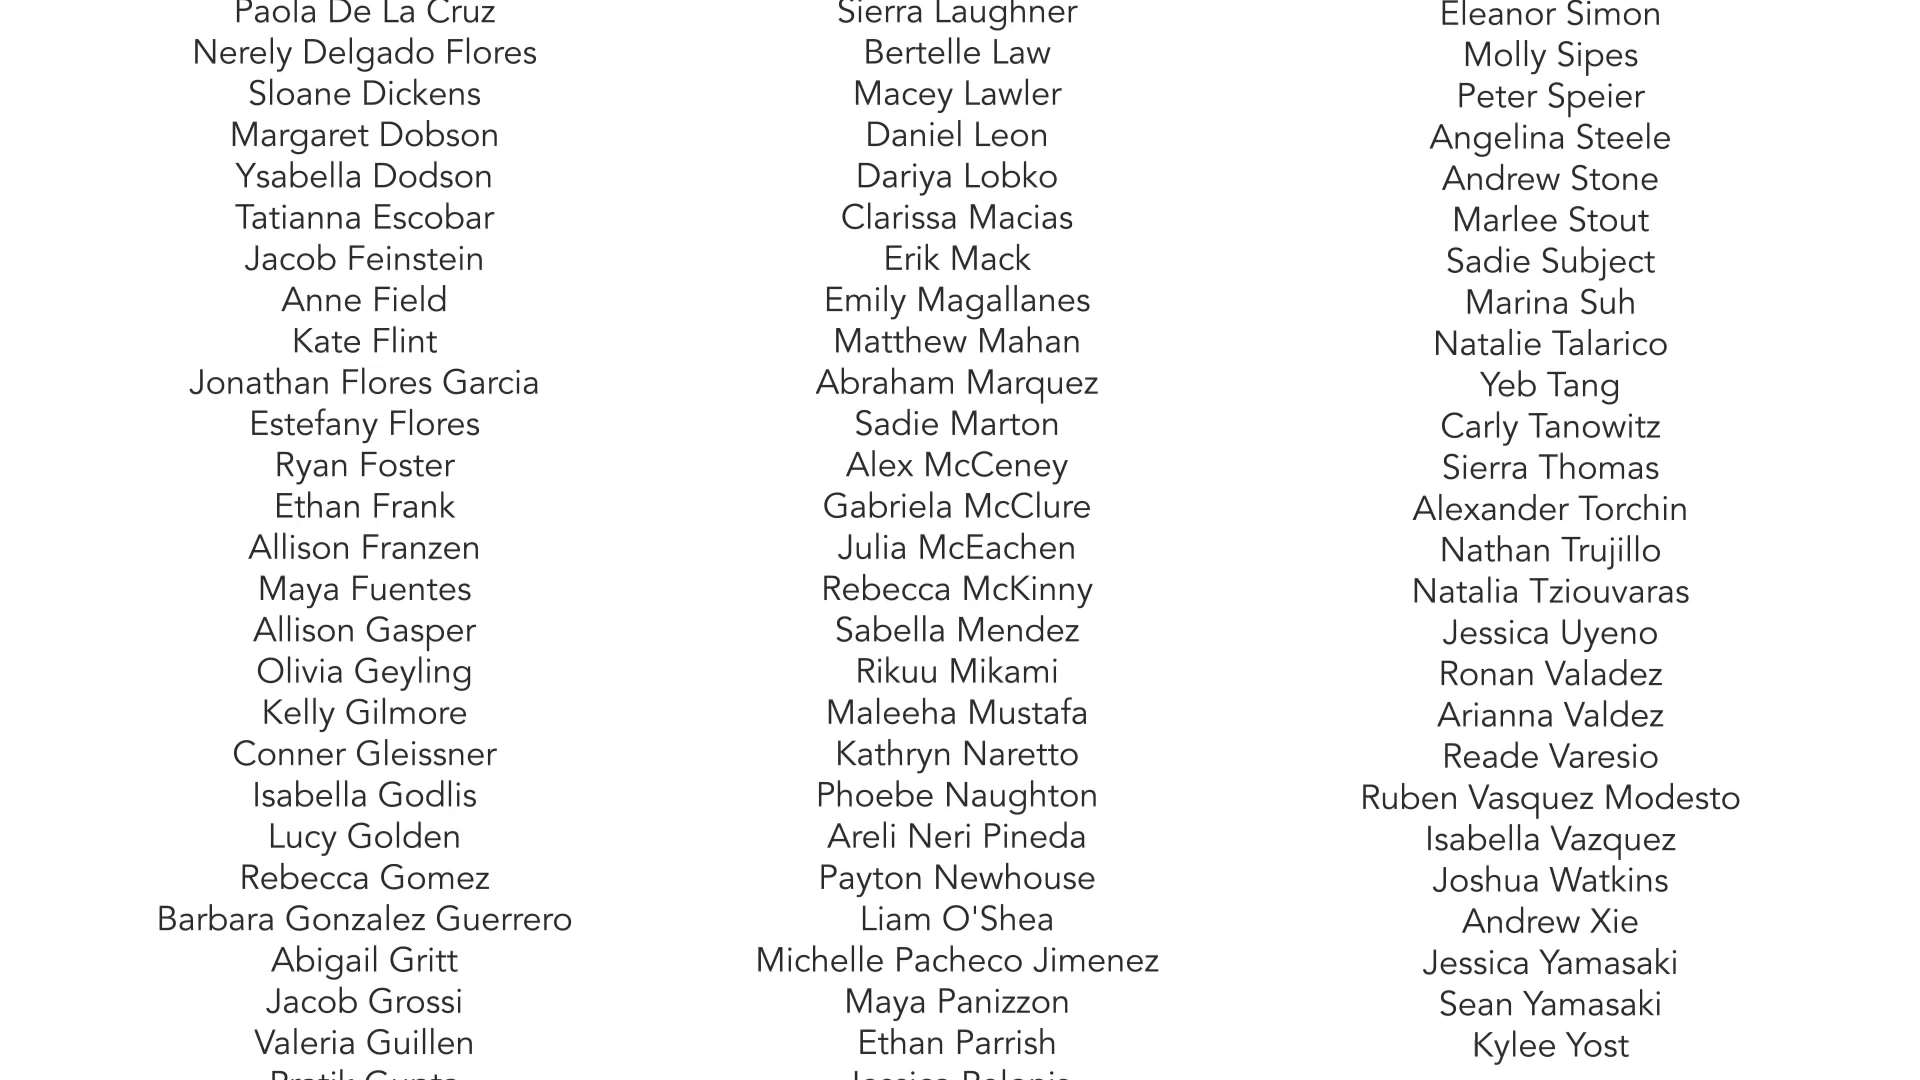 Paola De La Cruz
Nerely Delgado Flores
Sloane Dickens
Margaret Dobson
Ysabella Dodson
Tatianna Escobar
Jacob Feinstein
Anne Field
Kate Flint
Jonathan Flores Garcia
Estefany Flores
Ryan Foster
Ethan Frank
Allison Franzen
Maya Fuentes
Allison Gasper
Olivia Geyling
Kelly Gilmore
Conner Gleissner
Isabella Godlis
Lucy Golden
Rebecca Gomez
Barbara Gonzalez Guerrero
Abigail Gritt
Jacob Grossi
Valeria Guillen
Sierra Laughner
Bertelle Law
Macey Lawler
Daniel Leon
Dariya Lobko
Clarissa Macias
Erik Mack
Emily Magallanes
Matthew Mahan
Abraham Marquez
Sadie Marton
Alex McCeney
Gabriela McClure
Julia McEachen
Rebecca McKinny
Sabella Mendez
Rikuu Mikami
Maleeha Mustafa
Kathryn Naretto
Phoebe Naughton
Areli Neri Pineda
Payton Newhouse
Liam O'Shea
Michelle Pacheco Jimenez
Maya Panizzon
Ethan Parrish
Eleanor Simon
Molly Sipes
Peter Speier
Angelina Steele
Andrew Stone
Marlee Stout
Sadie Subject
Marina Suh
Natalie Talarico
Yeb Tang
Carly Tanowitz
Sierra Thomas
Alexander Torchin
Nathan Trujillo
Natalia Tziouvaras
Jessica Uyeno
Ronan Valadez
Arianna Valdez
Reade Varesio
Ruben Vasquez Modesto
Isabella Vazquez
Joshua Watkins
Andrew Xie
Jessica Yamasaki
Sean Yamasaki
Kylee Yost